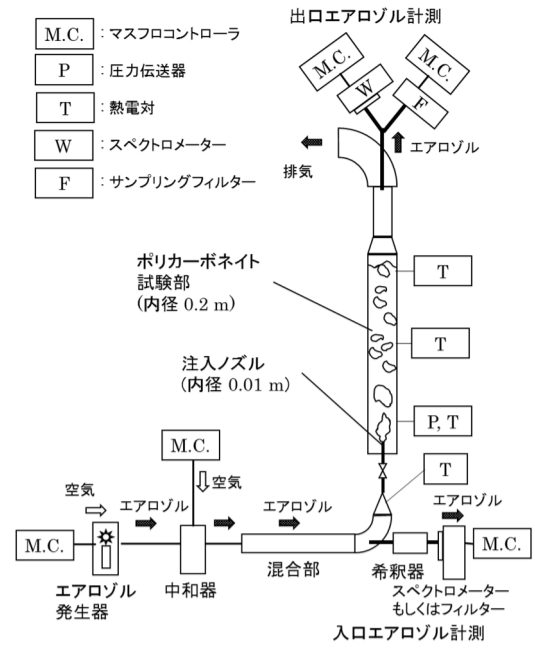 出口エアロゾル計測
M.C. : マスフロコントローラ
P : 圧力伝送器
T : 熱電対
W : スペクトロメーター
F : サンプリングフィルター
M.C.
M.C.
W
F
エアロゾル
排気
ポリカーボネイト
試験部
(内径 0.2 m)
T
T
注入ノズル
(内径 0.01 m)
P, T
M.C.
T
空気
空気
エアロゾル
エアロゾル
エアロゾル
M.C.
M.C.
エアロゾル
発生器
中和器
混合部
希釈器
スペクトロメーター
もしくはフィルター
入口エアロゾル計測